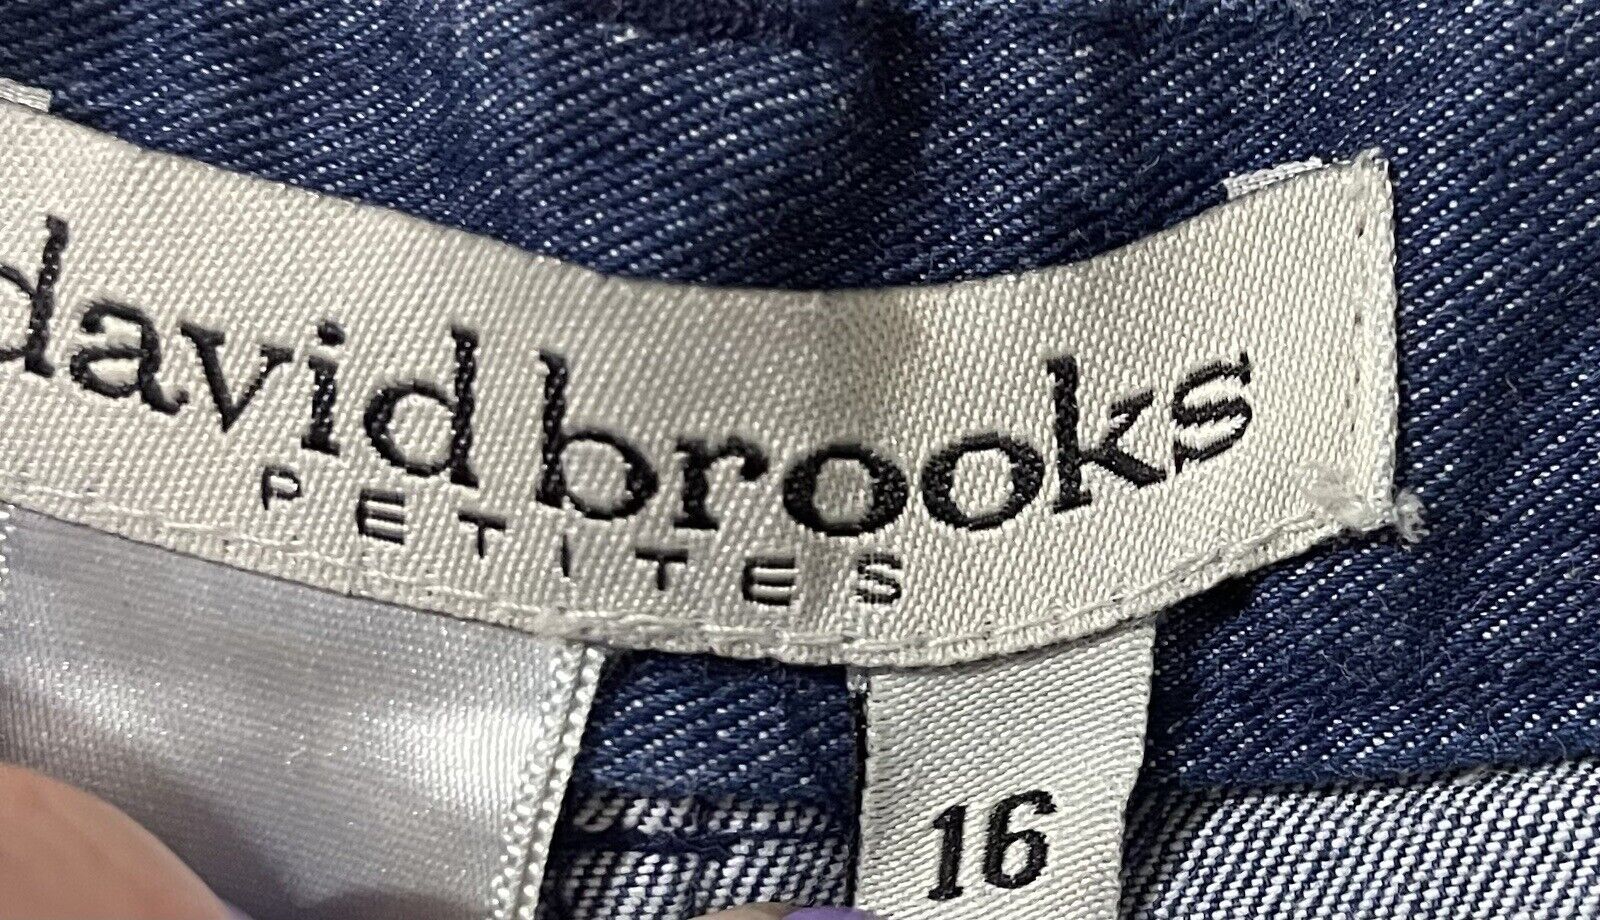 david brooks
PETITES
16